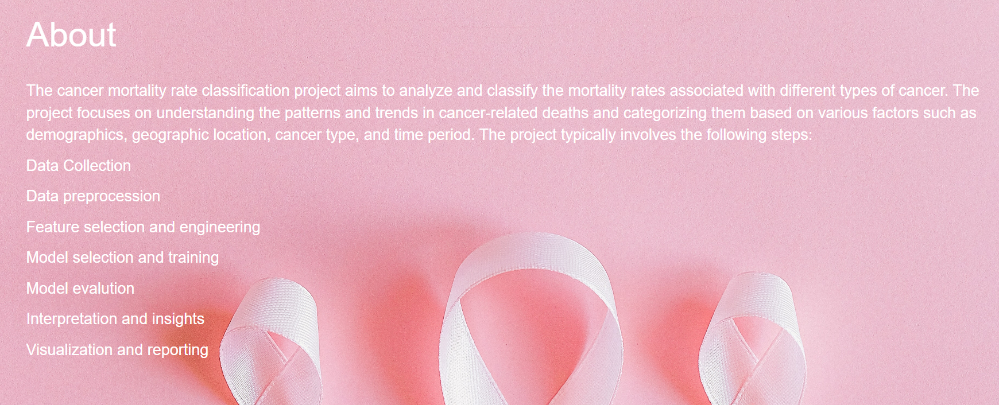 About
The cancer mortality rate classification project aims to analyze and classify the mortality rates associated with different types of cancer. The
project focuses on understanding the patterns and trends in cancer-related deaths and categorizing them based on various factors such as
demographics, geographic location, cancer type, and time period. The project typically involves the following steps:
Data Collection
Data preprocession
Feature selection and engineering
Model selection and training
Model evalution
Interpretation and insights
Visualization and reporting